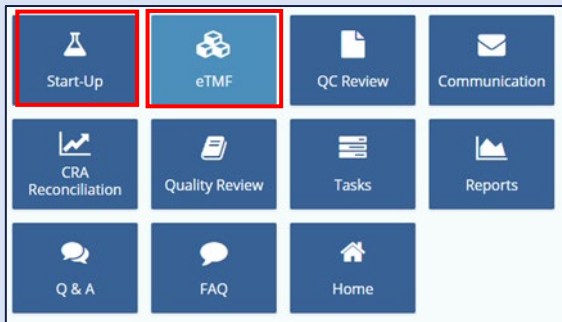 Start-Up
eTMF
QC Review
Communication
CRA
Reconciliation
Quality Review
Tasks
Reports
Q & A
FAQ
Home